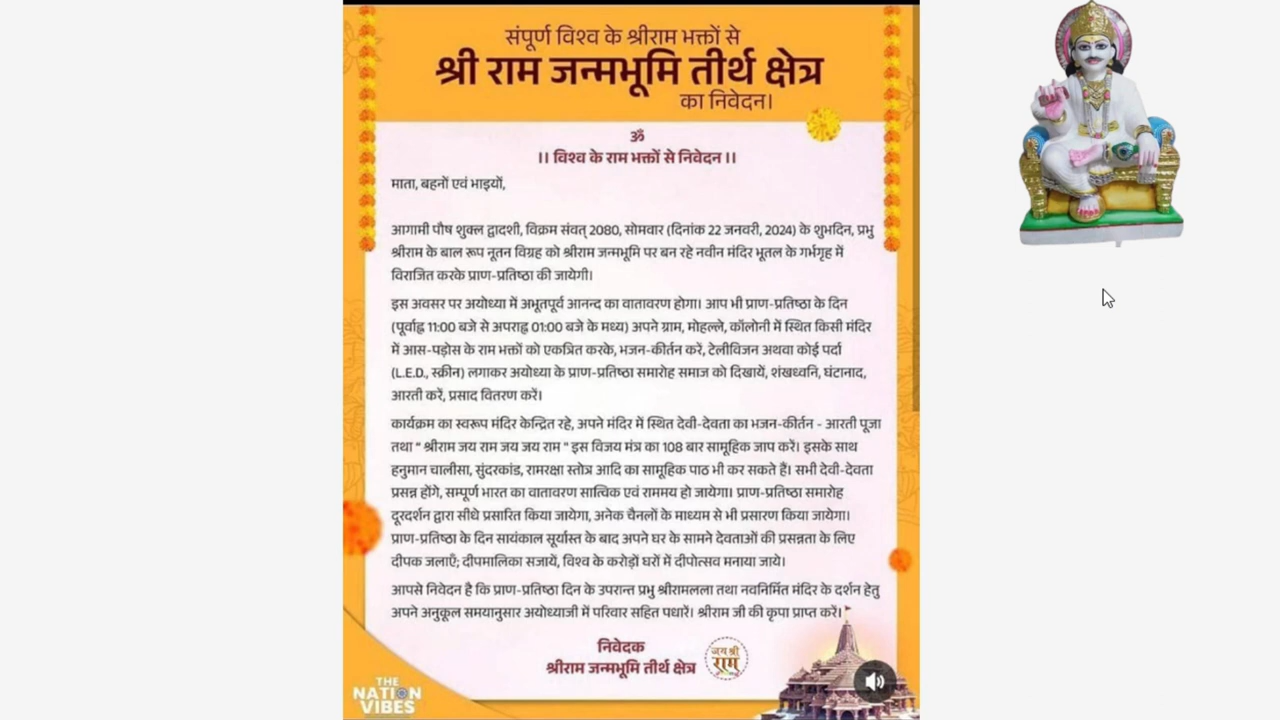 संपूर्ण विश्व के श्रीराम भक्तों से
श्री राम जन्मभूमि तीर्थ क्षेत्र
का निवेदन।
ॐ
।। विश्व के राम भक्तों से निवेदन ।।
माता, बहनों एवं भाइयों,
आगामी पौष शुक्ल द्वादशी, विक्रम संवत् 2080, सोमवार (दिनांक 22 जनवरी, 2024) के शुभदिन, प्रभु
श्रीराम के बाल रूप नूतन विग्रह को श्रीराम जन्मभूमि पर बन रहे नवीन मंदिर भूतल के गर्भगृह में
विराजित करके प्राण-प्रतिष्ठा की जायेगी।
इस अवसर पर अयोध्या में अभूतपूर्व आनन्द का वातावरण होगा। आप भी प्राण-प्रतिष्ठा के दिन
(पूर्वाह्न 11:00 बजे से अपराह्न 01:00 बजे के मध्य) अपने ग्राम, मोहल्ले, कॉलोनी में स्थित किसी मंदिर
में आस-पड़ोस के राम भक्तों को एकत्रित करके, भजन-कीर्तन करें, टेलीविजन अथवा कोई पर्दा
(L.E.D., स्क्रीन) लगाकर अयोध्या के प्राण-प्रतिष्ठा समारोह समाज को दिखायें, शंखध्वनि, घंटानाद,
आरती करें, प्रसाद वितरण करें।
कार्यक्रम का स्वरूप मंदिर केन्द्रित रहे, अपने मंदिर में स्थित देवी-देवता का भजन-कीर्तन - आरती पूजा
तथा “ श्रीराम जय राम जय जय राम “ इस विजय मंत्र का 108 बार सामूहिक जाप करें। इसके साथ
हनुमान चालीसा, सुंदरकांड, रामरक्षा स्तोत्र आदि का सामूहिक पाठ भी कर सकते हैं। सभी देवी-देवता
प्रसन्न होंगे, सम्पूर्ण भारत का वातावरण सात्विक एवं राममय हो जायेगा। प्राण-प्रतिष्ठा समारोह
दूरदर्शन द्वारा सीधे प्रसारित किया जायेगा, अनेक चैनलों के माध्यम से भी प्रसारण किया जायेगा।
प्राण-प्रतिष्ठा के दिन सायंकाल सूर्यास्त के बाद अपने घर के सामने देवताओं की प्रसन्नता के लिए
दीपक जलाएँ; दीपमालिका सजायें, विश्व के करोड़ों घरों में दीपोत्सव मनाया जाये।
आपसे निवेदन है कि प्राण-प्रतिष्ठा दिन के उपरान्त प्रभु श्रीरामलला तथा नवनिर्मित मंदिर के दर्शन हेतु
अपने अनुकूल समयानुसार अयोध्याजी में परिवार सहित पधारें। श्रीराम जी की कृपा प्राप्त करें।
निवेदक
श्रीराम जन्मभूमि तीर्थ क्षेत्र
जय श्री
राम
THE
NATION
VIBES